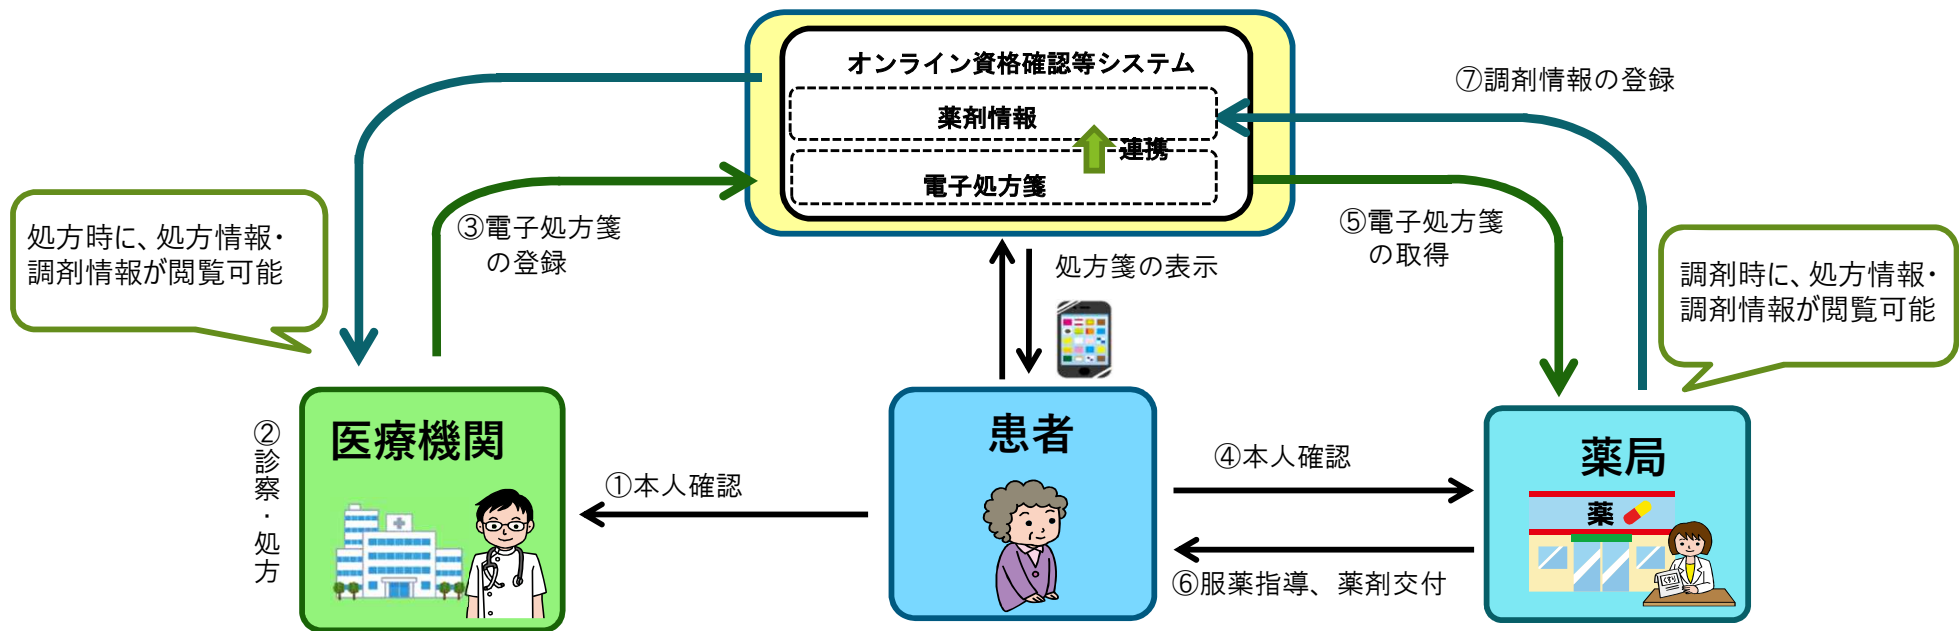 オンライン資格確認等システム
薬剤情報
連携
電子処方箋
⑦調剤情報の登録
③電子処方箋
の登録
⑤電子処方箋
の取得
処方箋の表示
処方時に、処方情報・
調剤情報が閲覧可能
調剤時に、処方情報・
調剤情報が閲覧可能
②診察・処方
医療機関
①本人確認
患者
④本人確認
⑥服薬指導、薬剤交付
薬局
薬